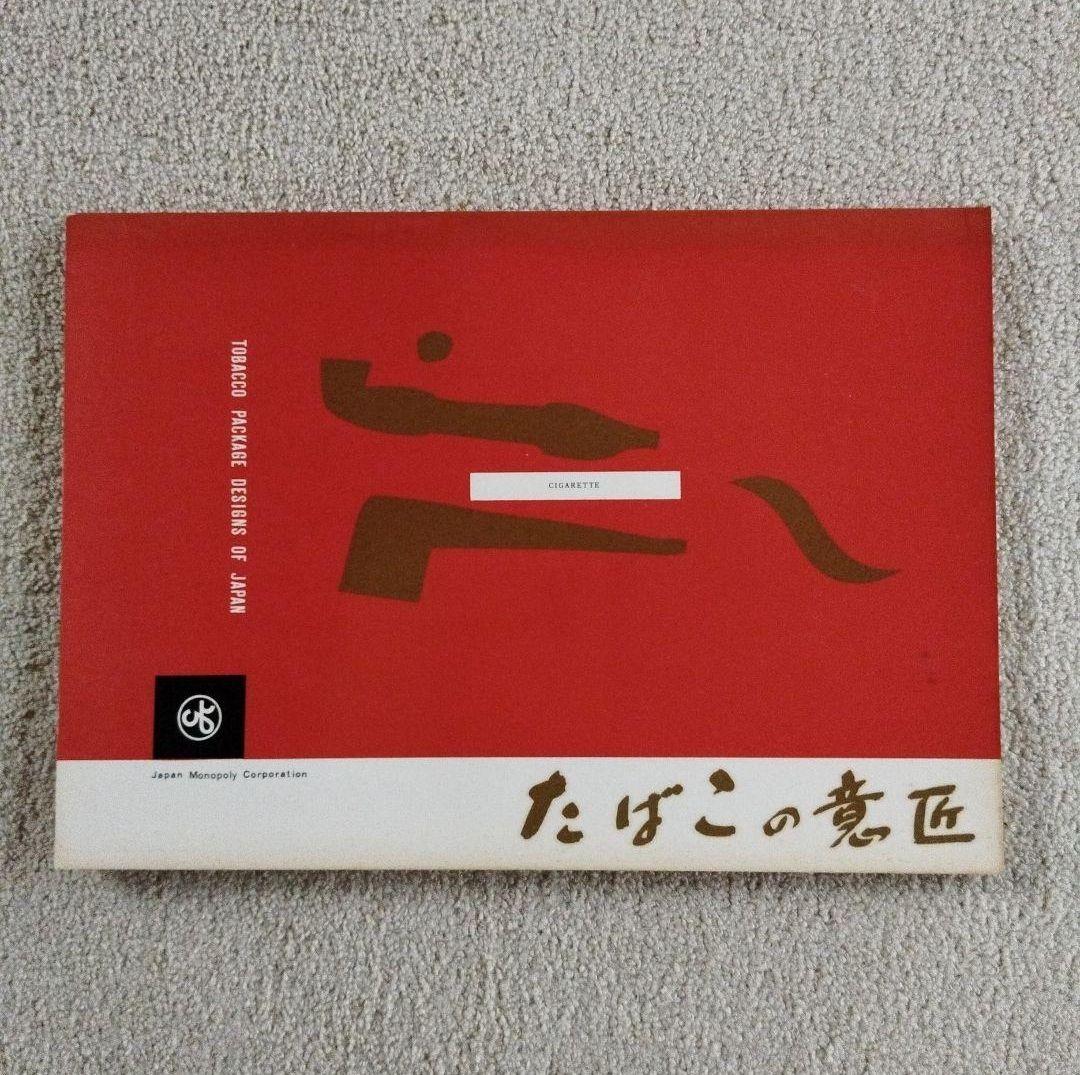 TOBACCO PACKAGE DESIGNS OF JAPAN
CIGARETTE
Japan Monopoly Corporation
たばこの意匠